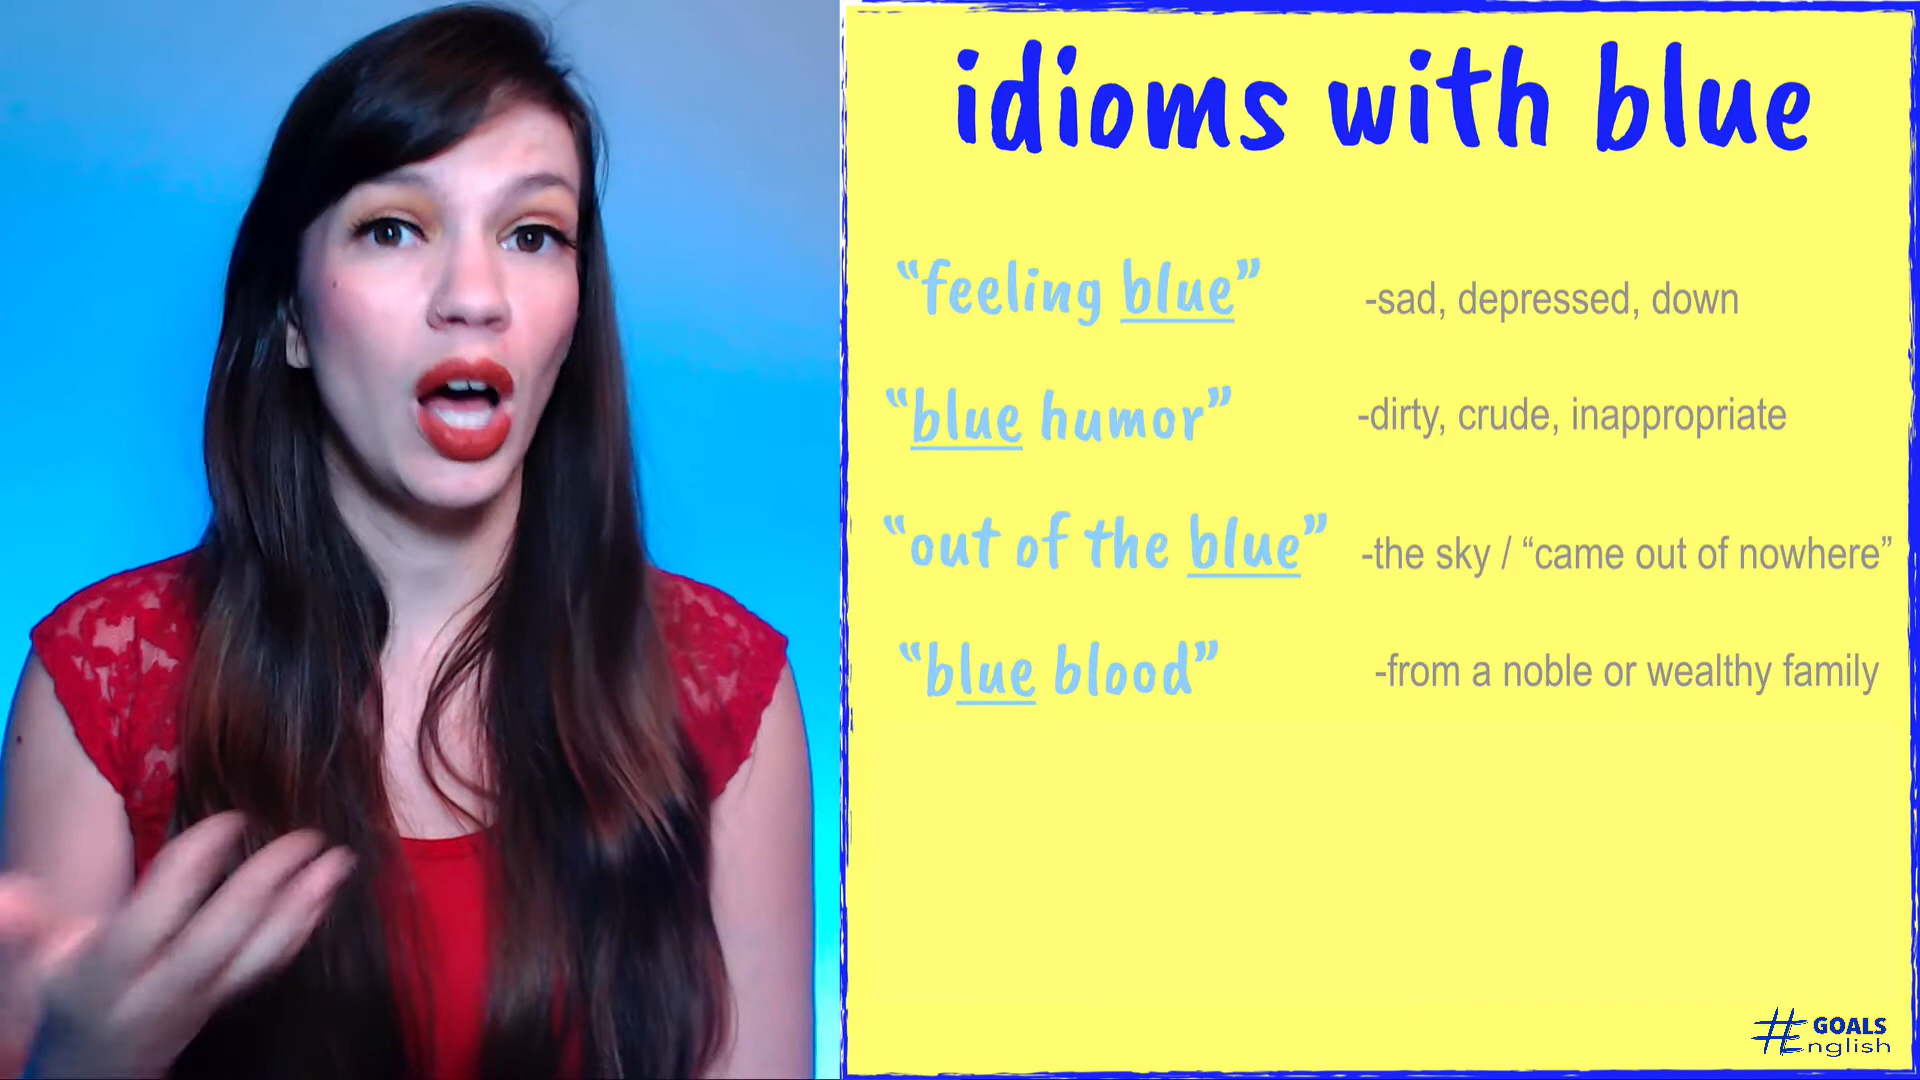 idioms with blue
“feeling blue” -sad, depressed, down
“blue humor” -dirty, crude, inappropriate
“out of the blue” -the sky / “came out of nowhere”
“blue blood” -from a noble or wealthy family
#GOALS
English